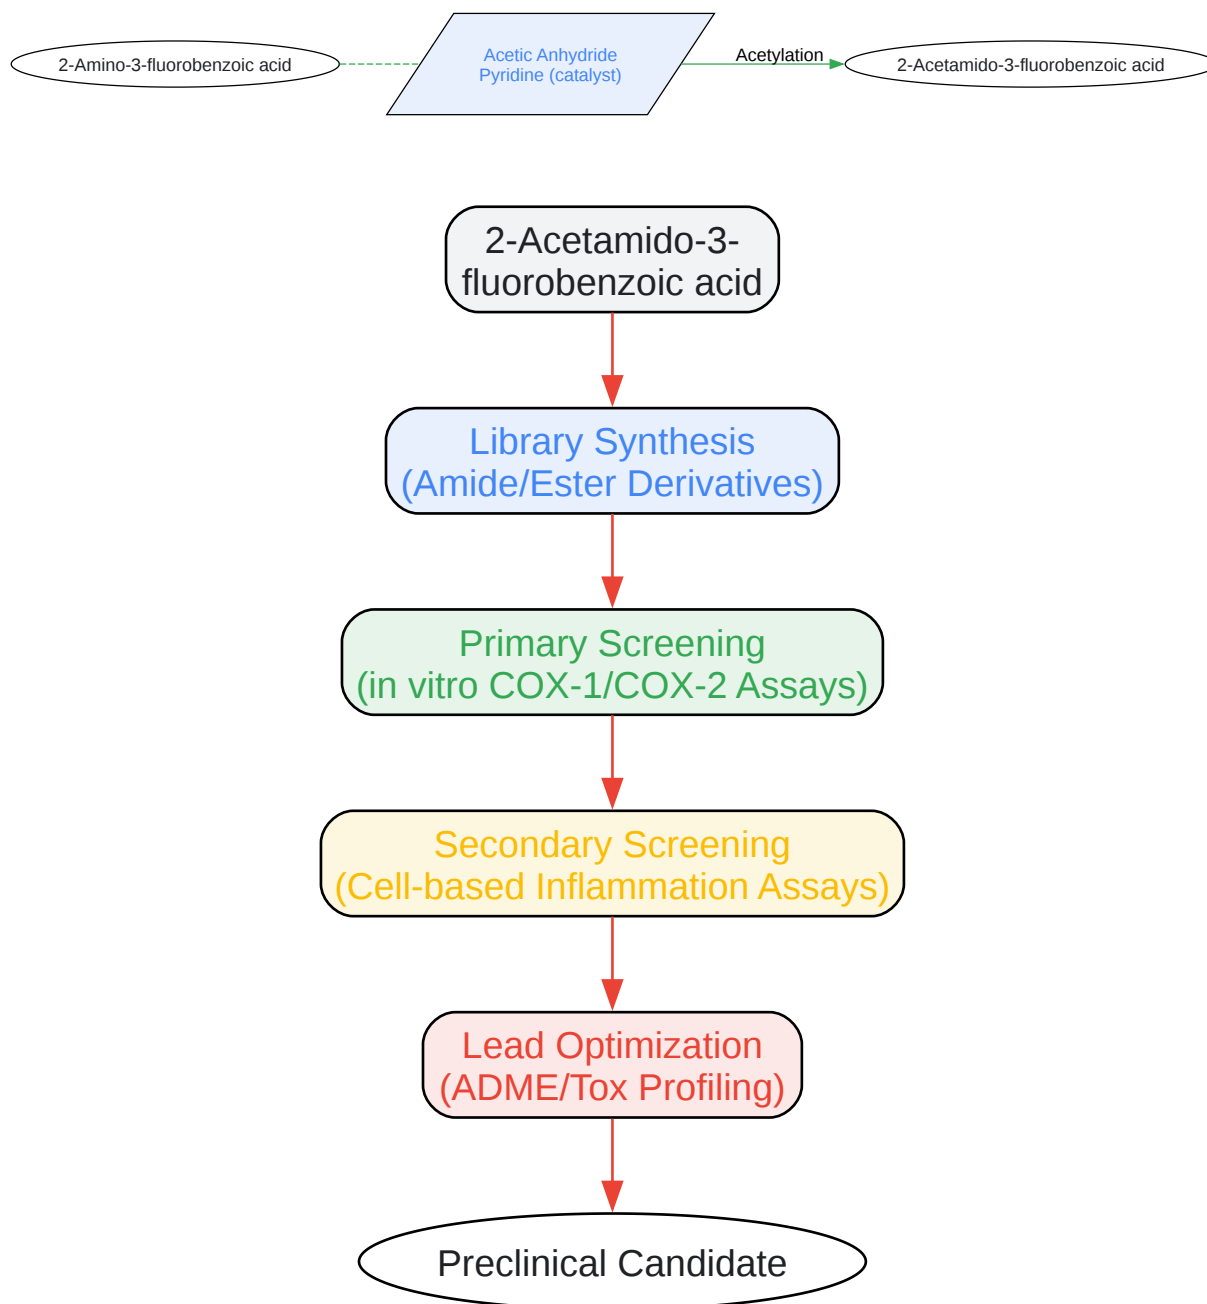 2-Amino-3-fluorobenzoic acid
Acetic Anhydride
Pyridine (catalyst)
Acetylation
2-Acetamido-3-fluorobenzoic acid
2-Acetamido-3-
fluorobenzoic acid
Library Synthesis
(Amide/Ester Derivatives)
Primary Screening
(in vitro COX-1/COX-2 Assays)
Secondary Screening
(Cell-based Inflammation Assays)
Lead Optimization
(ADME/Tox Profiling)
Preclinical Candidate